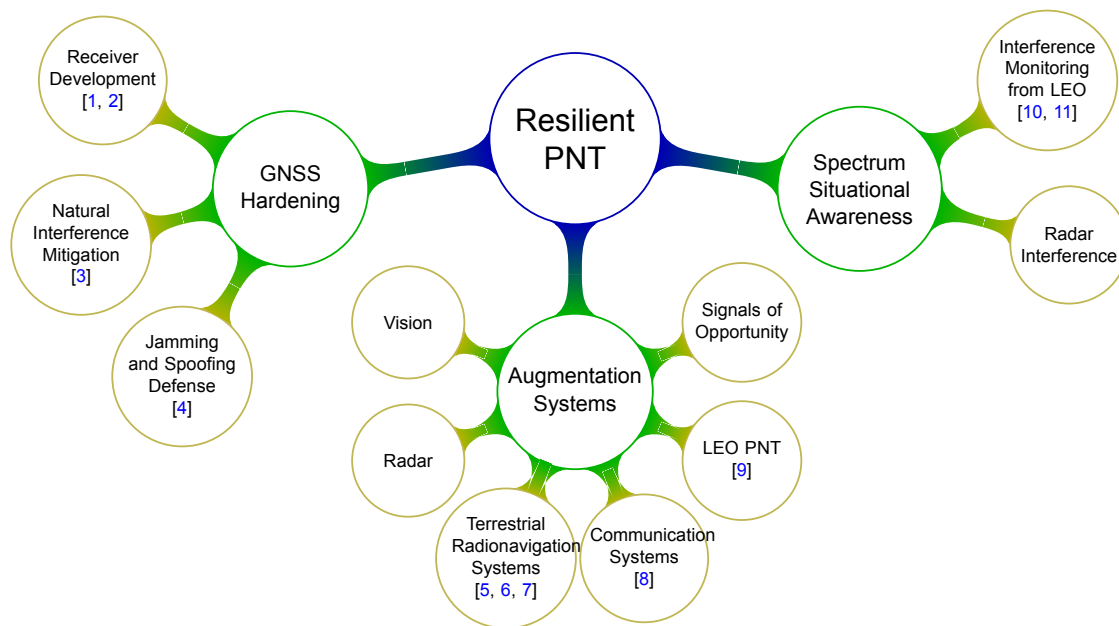 Resilient
PNT
GNSS
Hardening
Receiver
Development
[1, 2]
Natural
Interference
Mitigation
[3]
Jamming
and Spoofing
Defense
[4]
Augmentation
Systems
Vision
Radar
Terrestrial
Radionavigation
Systems
[5, 6, 7]
Communication
Systems
[8]
LEO PNT
[9]
Signals of
Opportunity
Spectrum
Situational
Awareness
Interference
Monitoring
from LEO
[10, 11]
Radar
Interference